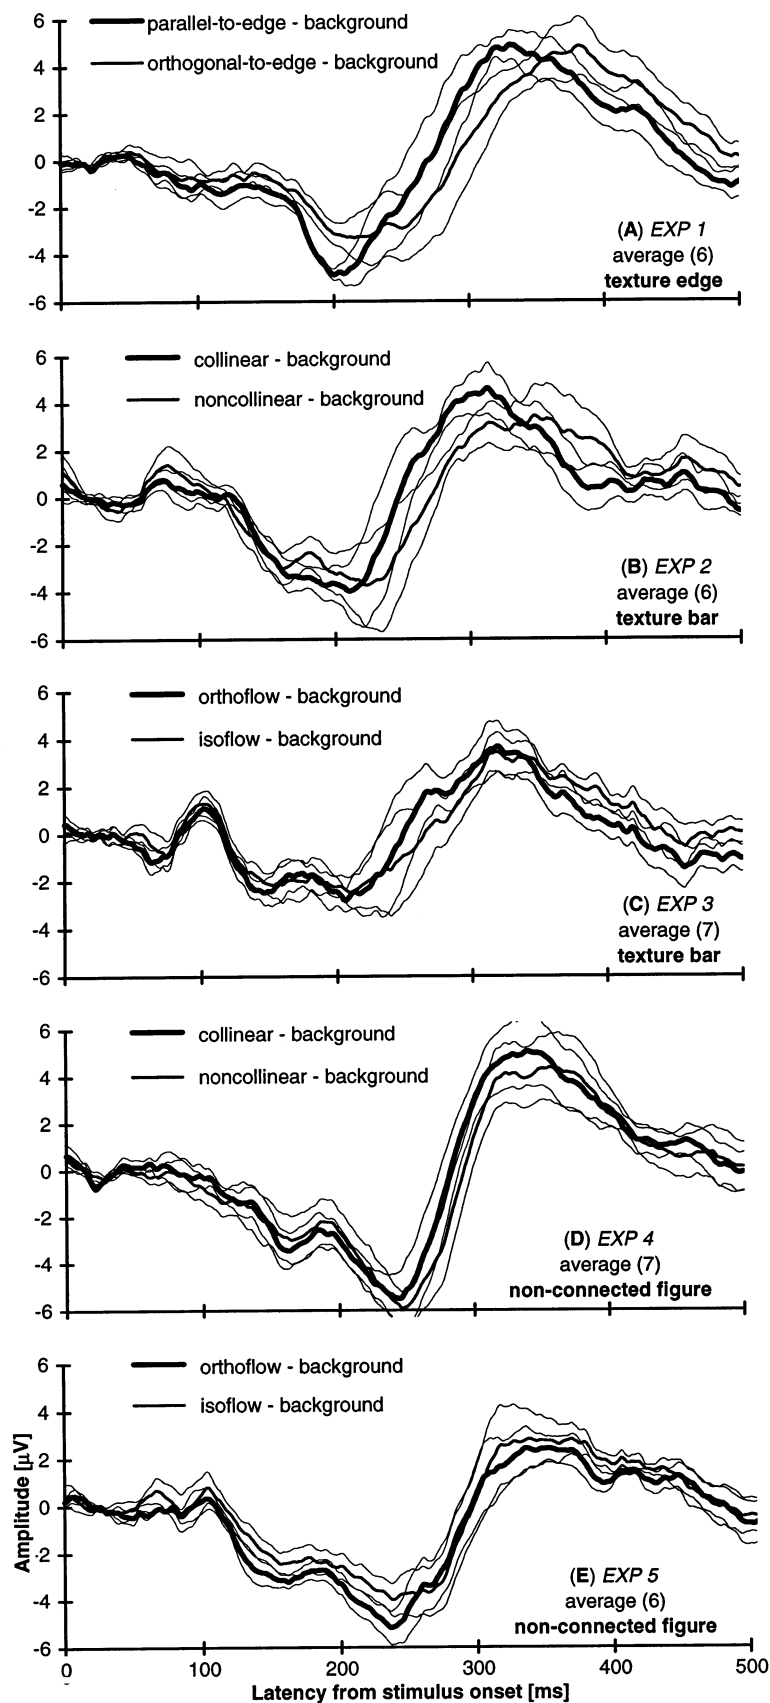 6
4
2
0
-2
-4
-6
parallel-to-edge - background
orthogonal-to-edge - background
(A) EXP 1
average (6)
texture edge
6
4
2
0
-2
-4
-6
collinear - background
noncollinear - background
(B) EXP 2
average (6)
texture bar
6
4
2
0
-2
-4
-6
orthoflow - background
isoflow - background
(C) EXP 3
average (7)
texture bar
6
4
2
0
-2
-4
-6
collinear - background
noncollinear - background
(D) EXP 4
average (7)
non-connected figure
6
4
2
0
-2
-4
-6
orthoflow - background
isoflow - background
(E) EXP 5
average (6)
non-connected figure
Amplitude [µV]
0 100 200 300 400 500
Latency from stimulus onset [ms]